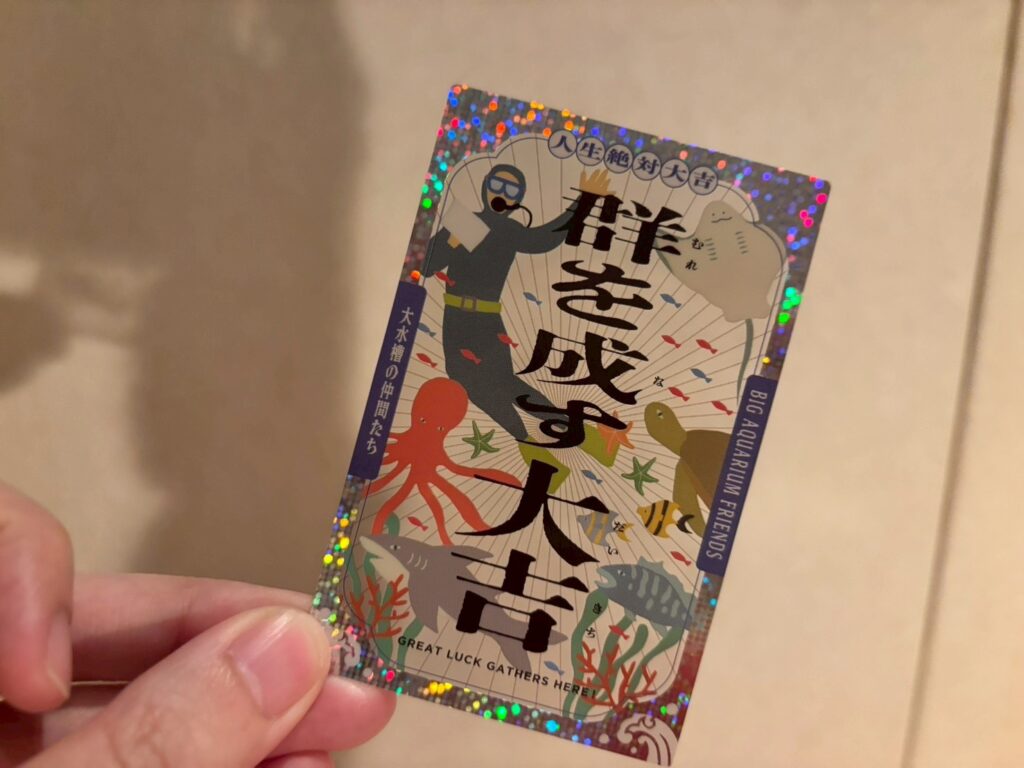 人生絶対大吉
群を成す大吉
むれ
な
だいきち
大水槽の仲間たち
BIG AQUARIUM FRIENDS
GREAT LUCK GATHERS HERE!